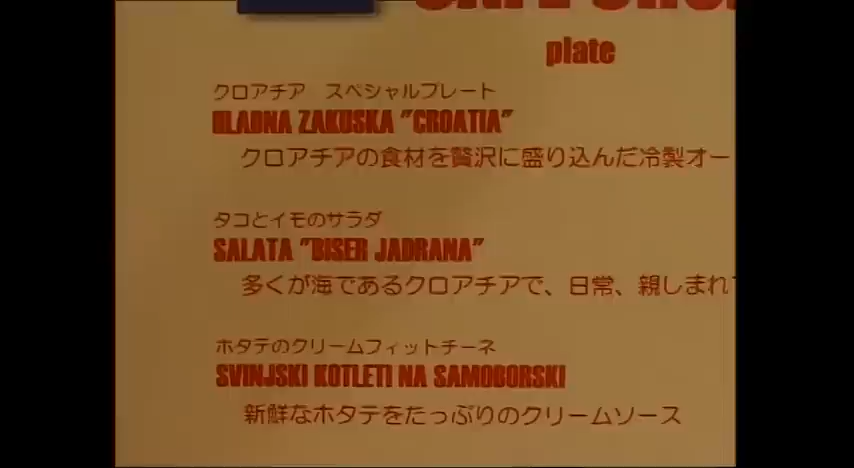 plate
クロアチア スペシャルプレート
HLADNA ZAKUSKA "CROATIA"
クロアチアの食材を贅沢に盛り込んだ冷製オー
タコとイモのサラダ
SALATA "BISER JADRANA"
多くが海であるクロアチアで、日常、親しまれて
ホタテのクリームフィットチーネ
SVINJSKI KOTLETI NA SAMOBORSKI
新鮮なホタテをたっぷりのクリームソース